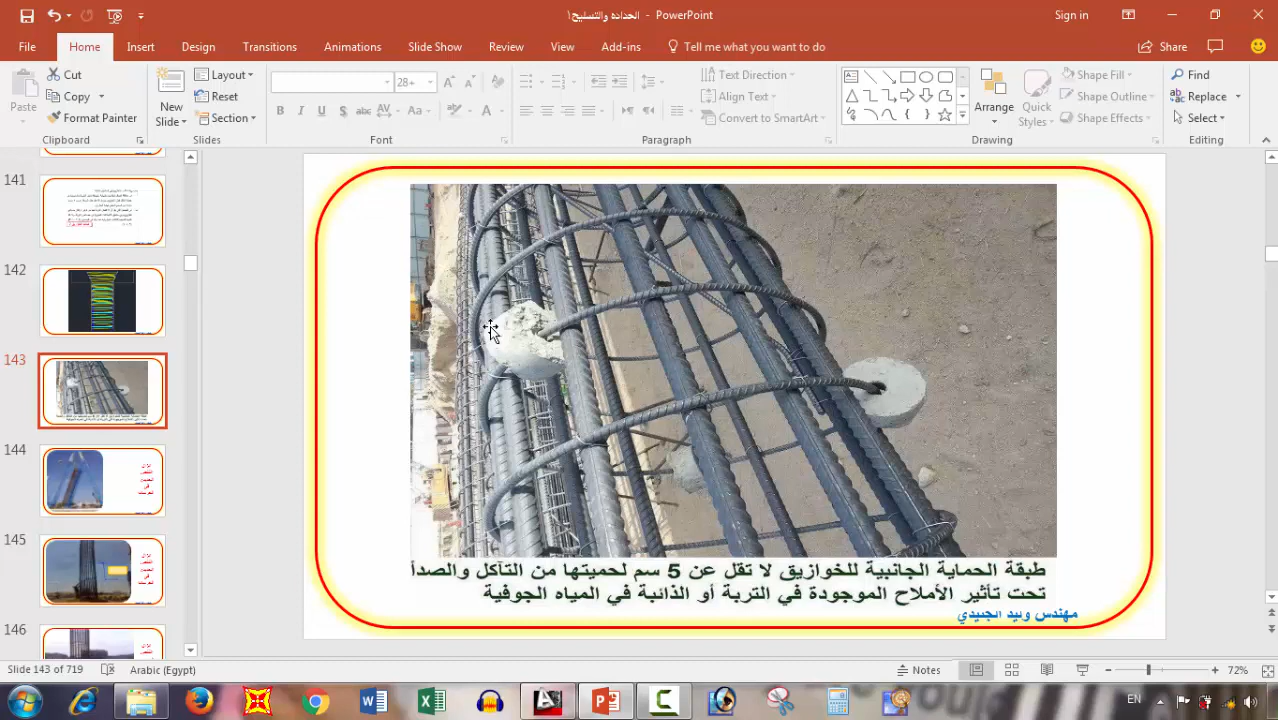 الحداده والتسليح١ - PowerPoint
Sign in
File
Home
Insert
Design
Transitions
Animations
Slide Show
Review
View
Add-ins
Tell me what you want to do
Share
Paste
Cut
Copy
Format Painter
Clipboard
New Slide
Layout
Reset
Section
Slides
28+
Font
Text Direction
Align Text
Convert to SmartArt
Paragraph
Arrange
Quick Styles
Shape Fill
Shape Outline
Shape Effects
Drawing
Find
Replace
Select
Editing
141
142
143
144
145
146
طبقة الحماية الجانبية للخوازيق لا تقل عن 5 سم لحميتها من التآكل والصدأ
تحت تأثير الأملاح الموجودة في التربة أو الذائبة في المياه الجوفية
مهندس وليد الجنيدي
Slide 143 of 719
Arabic (Egypt)
Notes
72%
EN